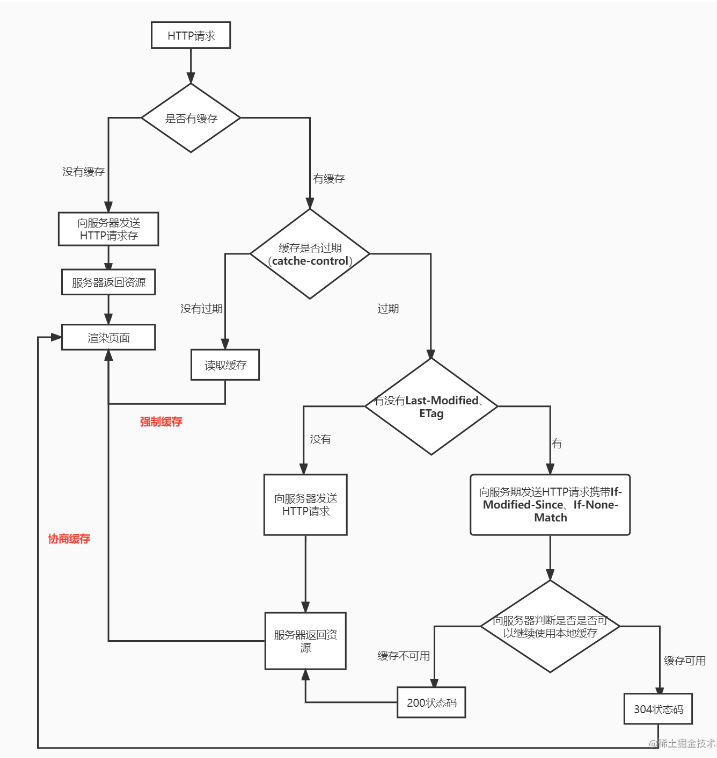 HTTP请求
是否有缓存
没有缓存
有缓存
向服务器发送
HTTP请求存
缓存是否过期
（catche-control）
服务器返回资源
没有过期
过期
渲染页面
读取缓存
有没有Last-Modified、
ETag
强制缓存
没有
有
向服务器发送
HTTP请求
向服务期发送HTTP请求携带If-
Modified-Since、If-None-
Match
协商缓存
向服务器判断是否是否可
以继续使用本地缓存
服务器返回资
源
缓存不可用
缓存可用
200状态码
304状态码
@稀土掘金技术